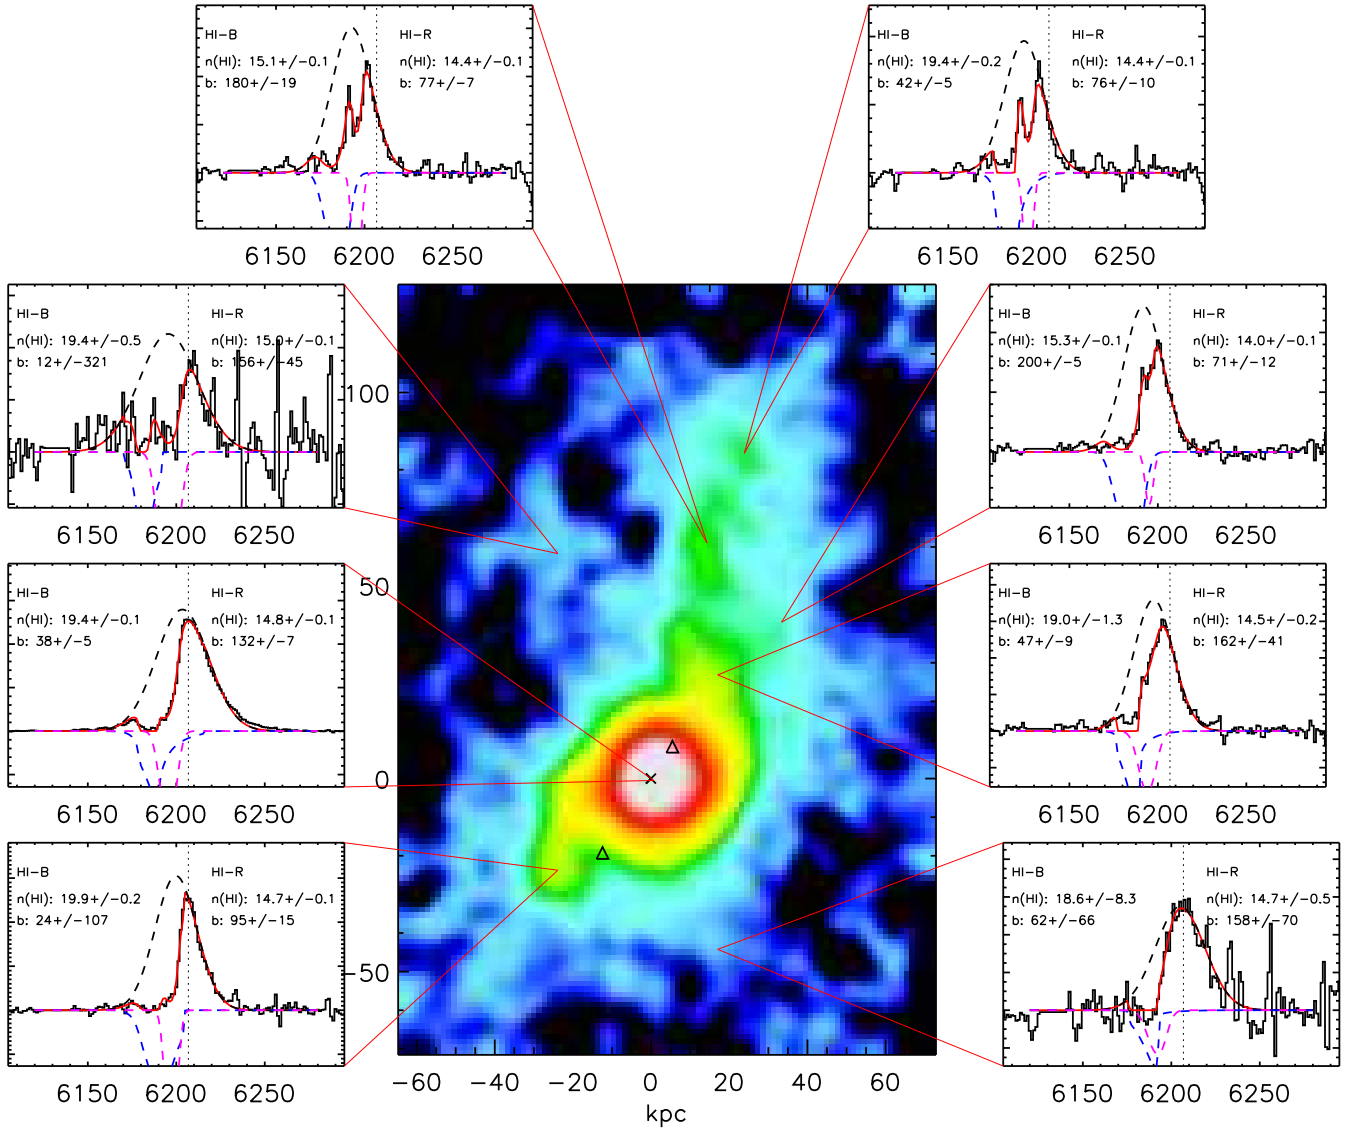 HI-B HI-R
n(HI): 15.1+/-0.1 n(HI): 14.4+/-0.1
b: 180+/-19 b: 77+/-7
6150 6200 6250
HI-B HI-R
n(HI): 19.4+/-0.2 n(HI): 14.4+/-0.1
b: 42+/-5 b: 76+/-10
6150 6200 6250
HI-B HI-R
n(HI): 19.4+/-0.5 n(HI): 15.0+/-0.1
b: 12+/-321 b: 156+/-45
6150 6200 6250
HI-B HI-R
n(HI): 15.3+/-0.1 n(HI): 14.0+/-0.1
b: 200+/-5 b: 71+/-12
6150 6200 6250
HI-B HI-R
n(HI): 19.4+/-0.1 n(HI): 14.8+/-0.1
b: 38+/-5 b: 132+/-7
6150 6200 6250
HI-B HI-R
n(HI): 19.0+/-1.3 n(HI): 14.5+/-0.2
b: 47+/-9 b: 162+/-41
6150 6200 6250
HI-B HI-R
n(HI): 19.9+/-0.2 n(HI): 14.7+/-0.1
b: 24+/-107 b: 95+/-15
6150 6200 6250
HI-B HI-R
n(HI): 18.6+/-8.3 n(HI): 14.7+/-0.5
b: 62+/-66 b: 158+/-70
6150 6200 6250
100
50
0
-50
-60 -40 -20 0 20 40 60
kpc